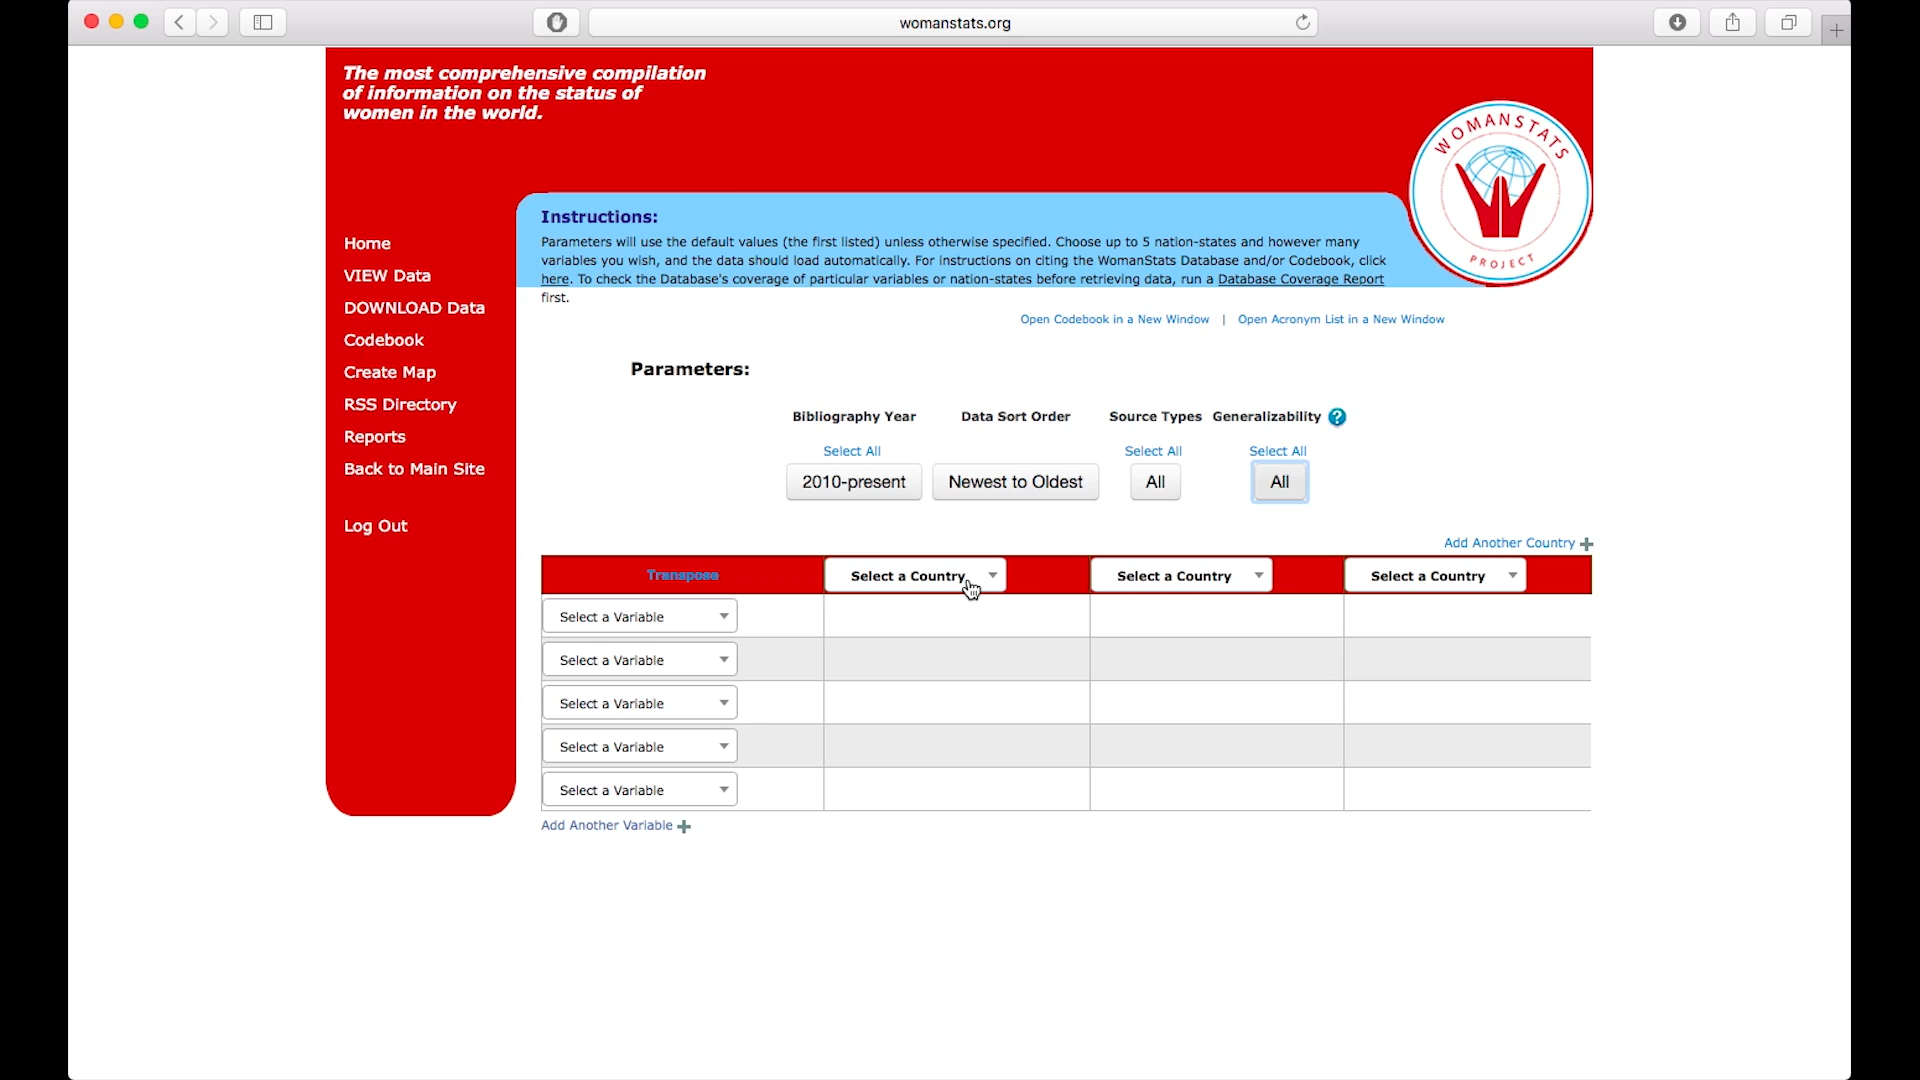 womanstats.org
The most comprehensive compilation
of information on the status of
women in the world.
WOMANSTATS
PROJECT
Home
VIEW Data
DOWNLOAD Data
Codebook
Create Map
RSS Directory
Reports
Back to Main Site
Log Out
Instructions:
Parameters will use the default values (the first listed) unless otherwise specified. Choose up to 5 nation-states and however many
variables you wish, and the data should load automatically. For instructions on citing the WomanStats Database and/or Codebook, click
here. To check the Database's coverage of particular variables or nation-states before retrieving data, run a Database Coverage Report
first.
Open Codebook in a New Window | Open Acronym List in a New Window
Parameters:
Bibliography Year Data Sort Order Source Types Generalizability ?
Select All Select All Select All
2010-present Newest to Oldest All All
Add Another Country
Transpose Select a Country Select a Country Select a Country
Select a Variable
Select a Variable
Select a Variable
Select a Variable
Select a Variable
Add Another Variable